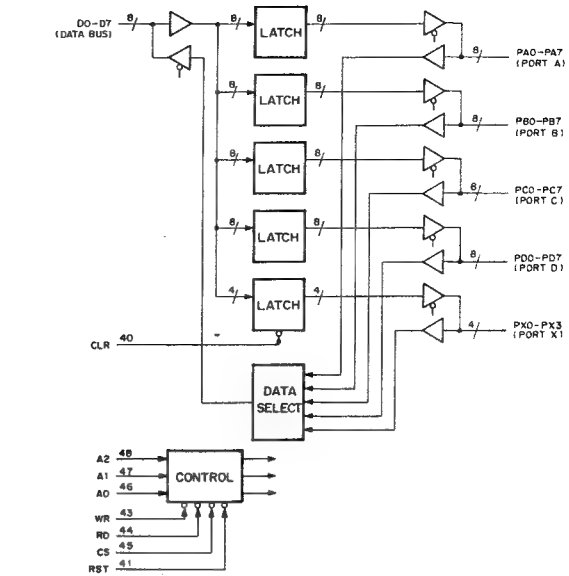 D0-D7 8 8 LATCH 8 8 PA0-PA7
(DATA BUS) (PORT A)
8 LATCH 8 8 PB0-PB7
(PORT B)
8 LATCH 8 8 PC0-PC7
(PORT C)
8 LATCH 8 8 PD0-PD7
(PORT D)
4 LATCH 4 4 PX0-PX3
(PORT X)
CLR 40
DATA
SELECT
A2 48
A1 47 CONTROL
A0 46
WR 43
RD 44
CS 45
RST 41